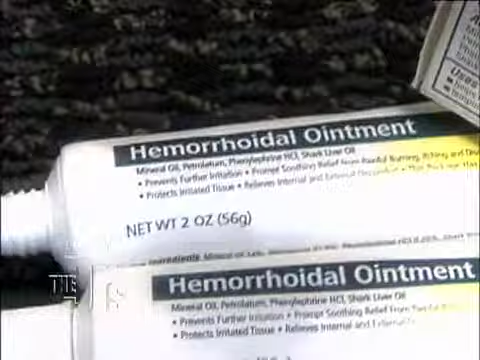 Uses
Hemorrhoidal Ointment
Mineral Oil, Petrolatum, Phenylephrine HCl, Shark Liver Oil
• Prevents Further Irritation • Prompt Soothing Relief From Painful Burning, Itching and
• Protects Irritated Tissue • Relieves Internal and External
NET WT 2 OZ (56g)
Hemorrhoidal Ointment
Mineral Oil, Petrolatum, Phenylephrine HCl, Shark Liver Oil
• Prevents Further Irritation • Prompt Soothing Relief From
• Protects Irritated Tissue • Relieves Internal and External